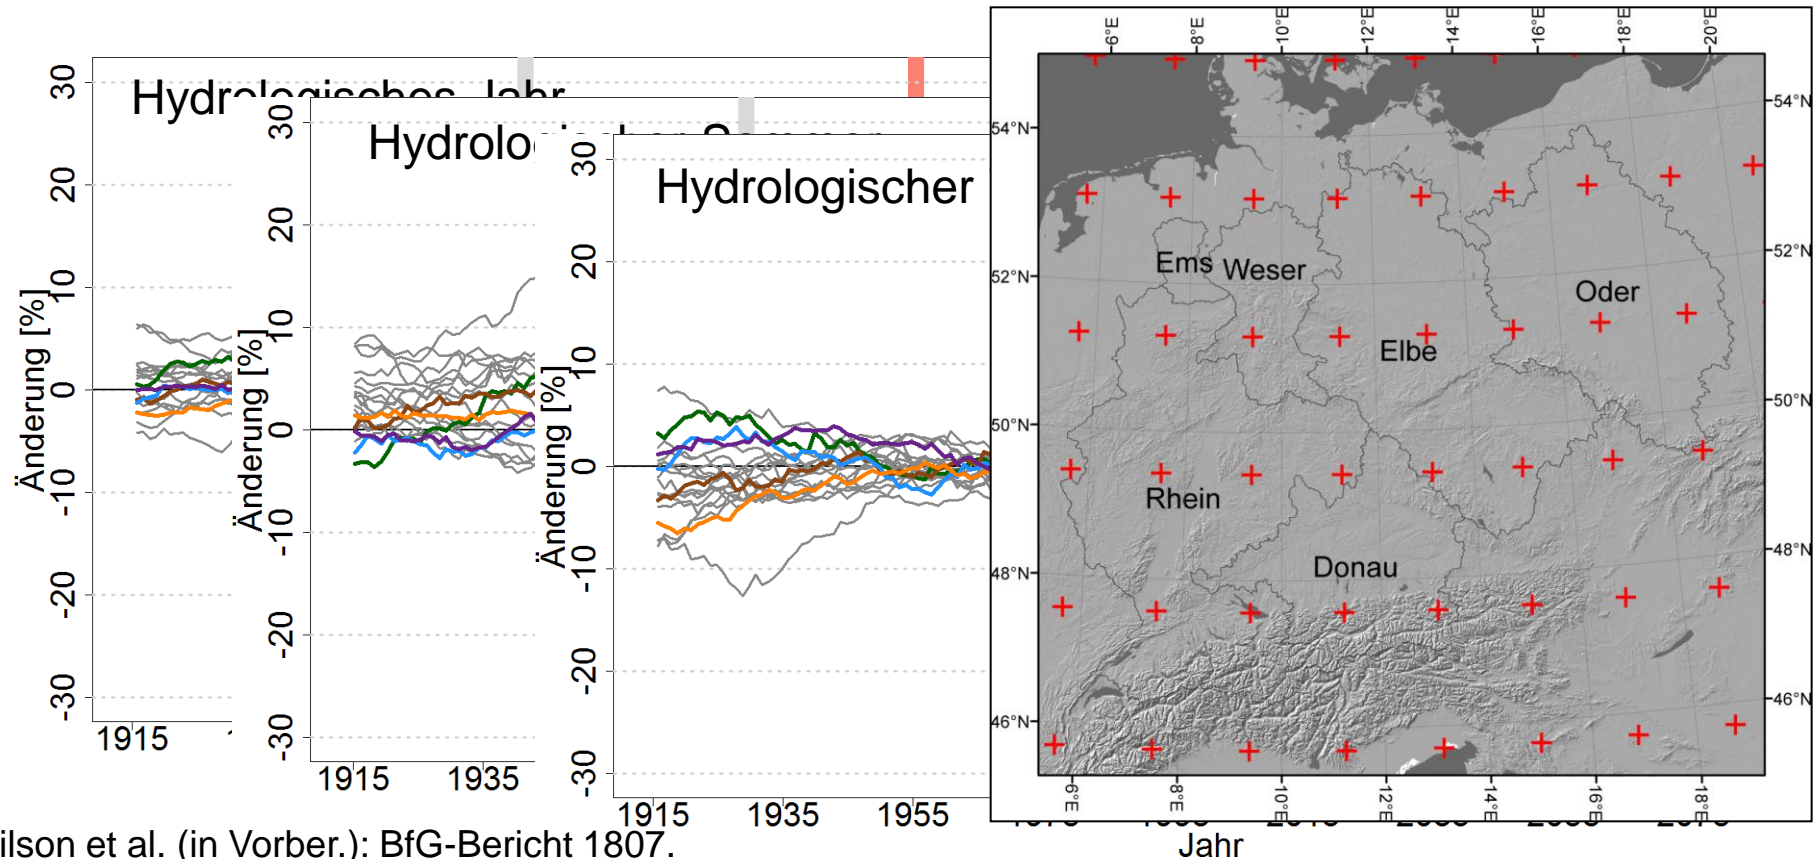 Hydrologisches Jahr
Änderung [%]
30
20
10
0
-10
-20
-30
1915
Hydrologischer Sommer
Änderung [%]
30
20
10
0
-10
-20
-30
1915 1935
Hydrologischer
Änderung [%]
30
20
10
0
-10
-20
-30
1915 1935 1955
Jahr
6°E 8°E 10°E 12°E 14°E 16°E 18°E 20°E
54°N 54°N
52°N 52°N
50°N 50°N
48°N 48°N
46°N 46°N
Ems Weser
Oder
Elbe
Rhein
Donau
6°E 8°E 10°E 12°E 14°E 16°E 18°E
ilson et al. (in Vorber.): BfG-Bericht 1807.